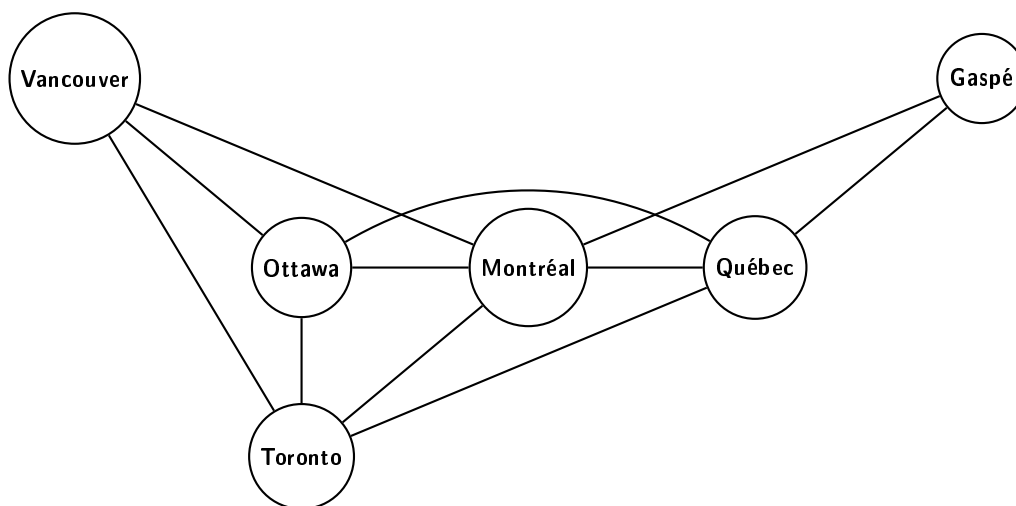 Vancouver
Gaspé
Ottawa
Montréal
Québec
Toronto